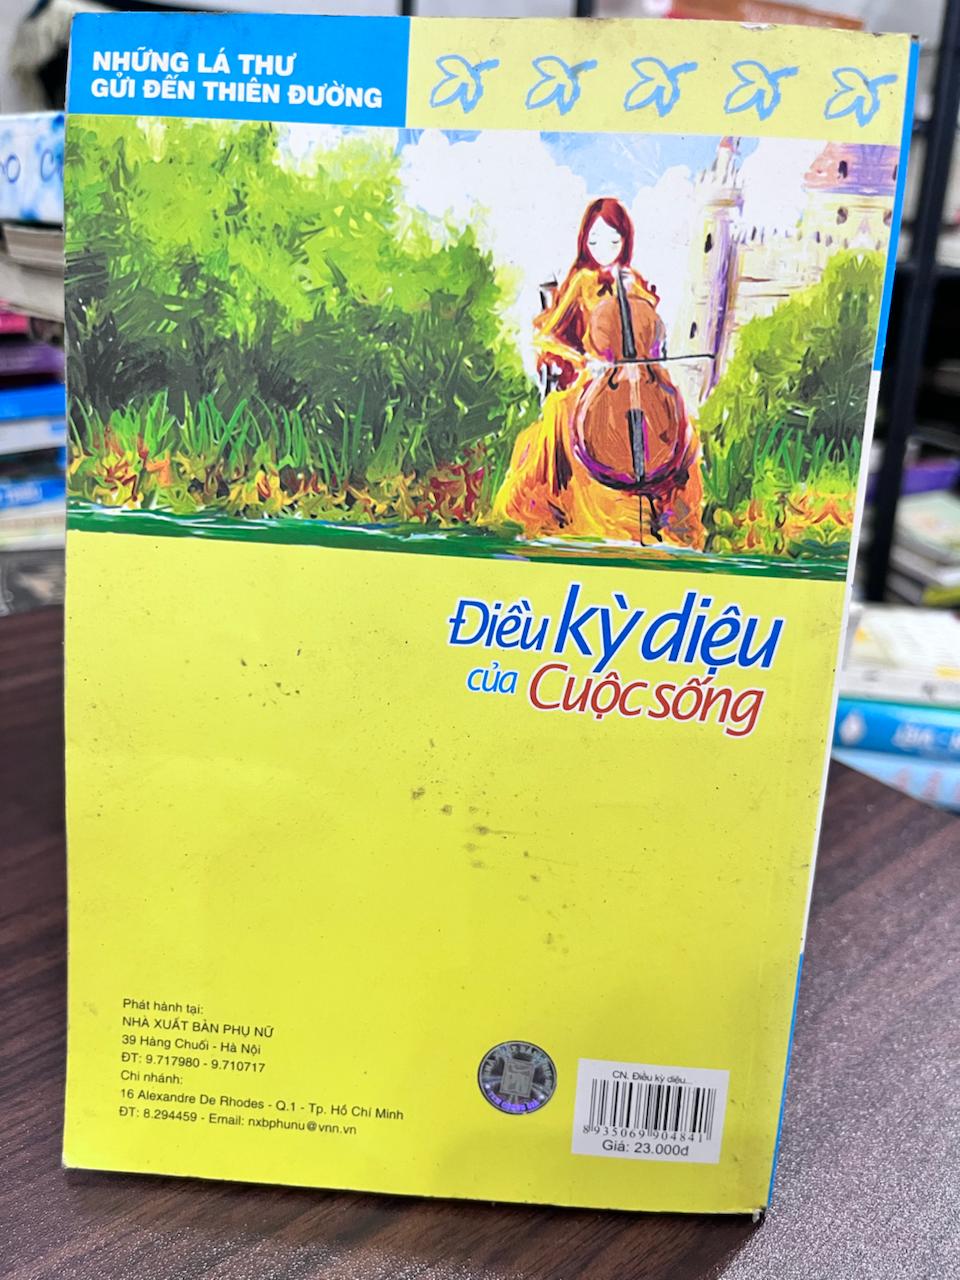 NHỮNG LÁ THƯ
GỬI ĐẾN THIÊN ĐƯỜNG
Điều kỳ diệu
của Cuộc sống
Phát hành tại:
NHÀ XUẤT BẢN PHỤ NỮ
39 Hàng Chuối - Hà Nội
ĐT: 9.717980 - 9.710717
Chi nhánh:
16 Alexandre De Rhodes - Q.1 - Tp. Hồ Chí Minh
ĐT: 8.294459 - Email: nxbphunu@vnn.vn
CN. Điều kỳ diệu...
8935069904841
Giá: 23.000đ